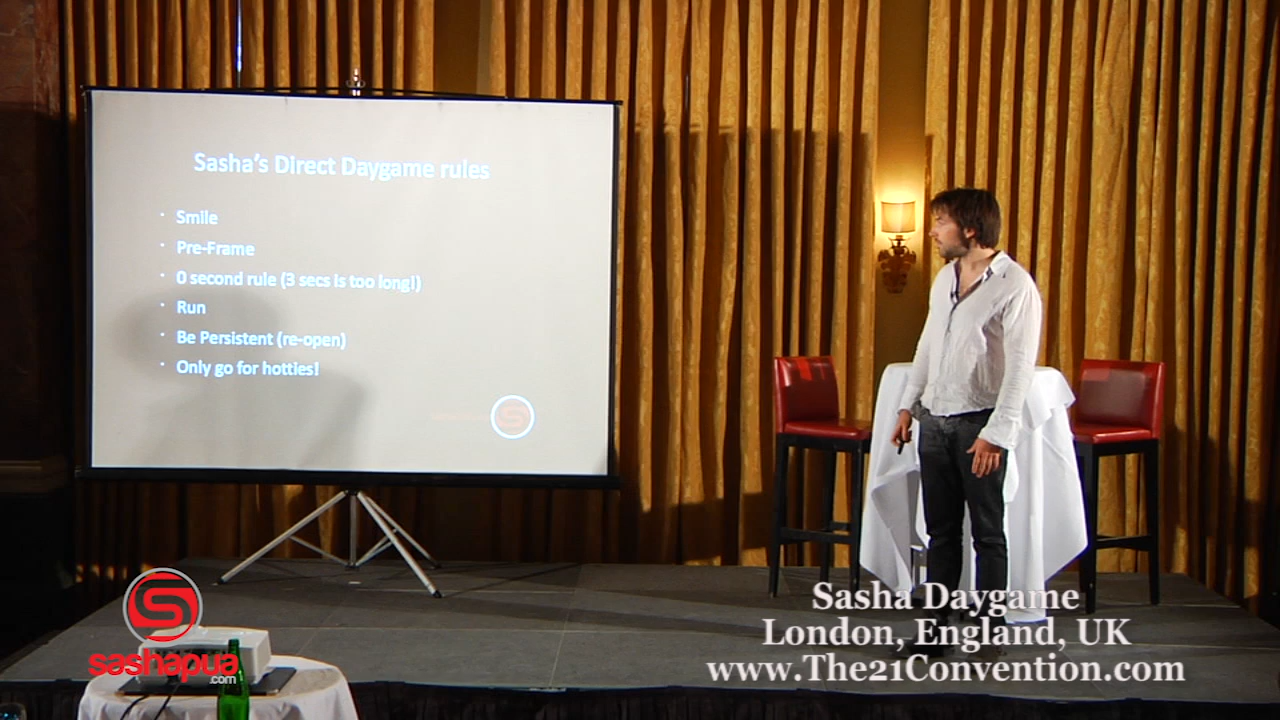 Sasha's Direct Daygame rules
Smile
Pre-Frame
0 second rule (3 secs is too long!)
Run
Be Persistent (re-open)
Only go for hotties!
S
S
sashapua
.com
Sasha Daygame
London, England, UK
www.The21Convention.com